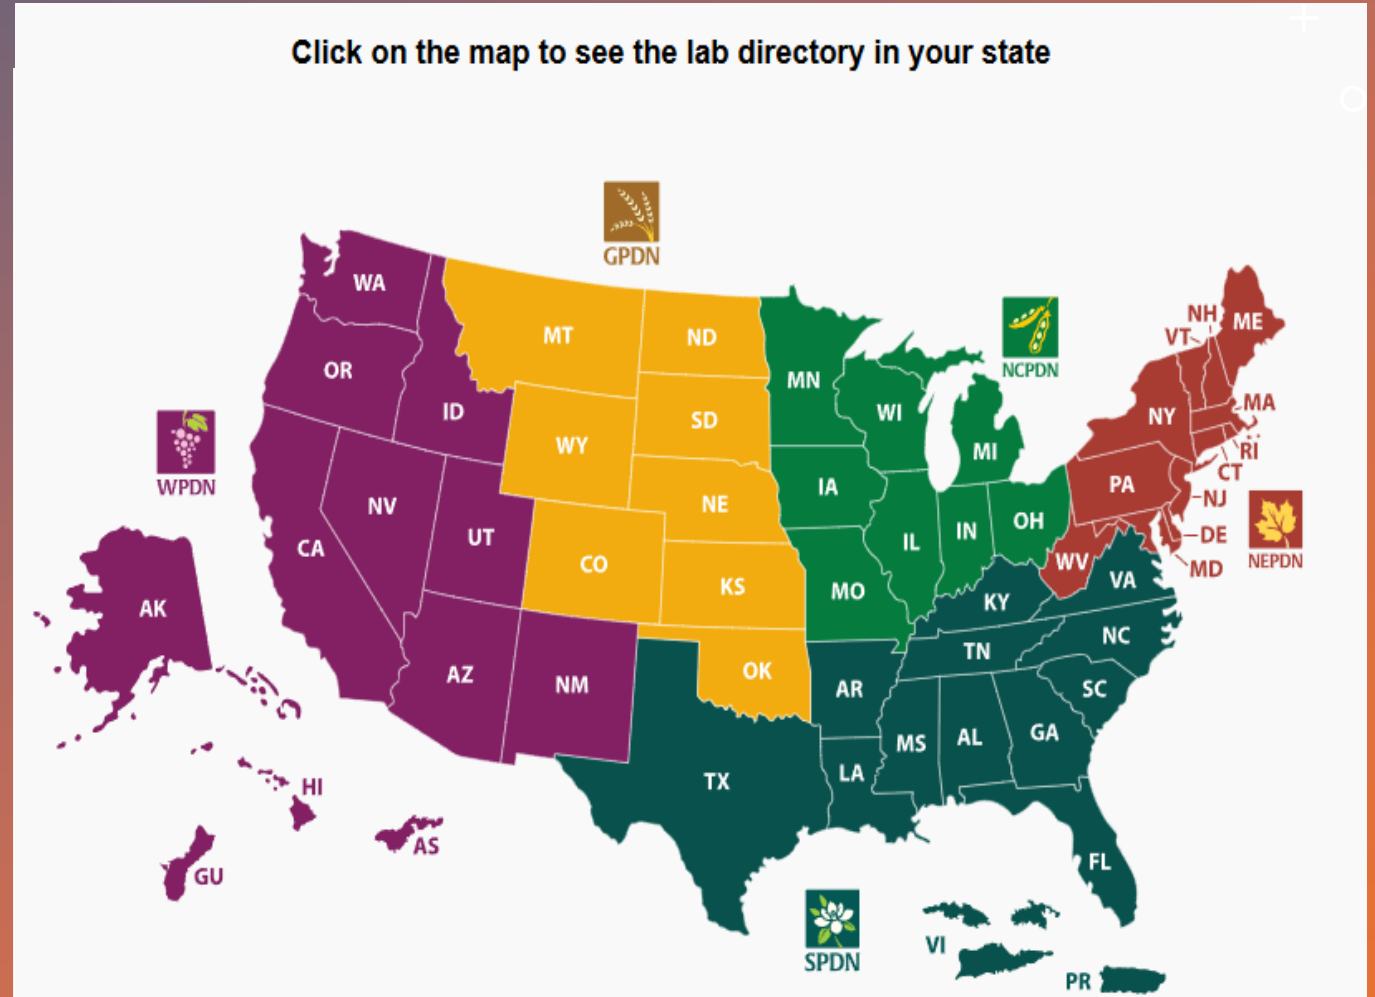 Click on the map to see the lab directory in your state
GPDN
WA
MT
ND
NCPDN
NH
ME
VT
OR
ID
MN
WI
MI
NY
MA
RI
CT
WPDN
WY
SD
IA
PA
NJ
NEPDN
NV
UT
NE
IL
IN
OH
DE
MD
CA
CO
KS
MO
WV
VA
AK
KY
NC
TN
AZ
NM
OK
AR
SC
MS
AL
GA
TX
LA
HI
AS
GU
FL
SPDN
VI
PR